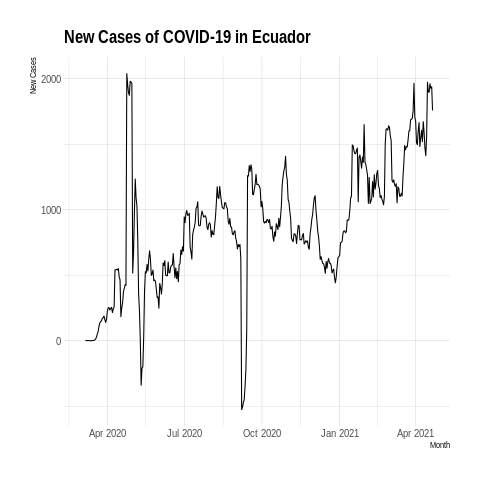 New Cases of COVID-19 in Ecuador
New Cases
2000
1000
0
Apr 2020 Jul 2020 Oct 2020 Jan 2021 Apr 2021
Month